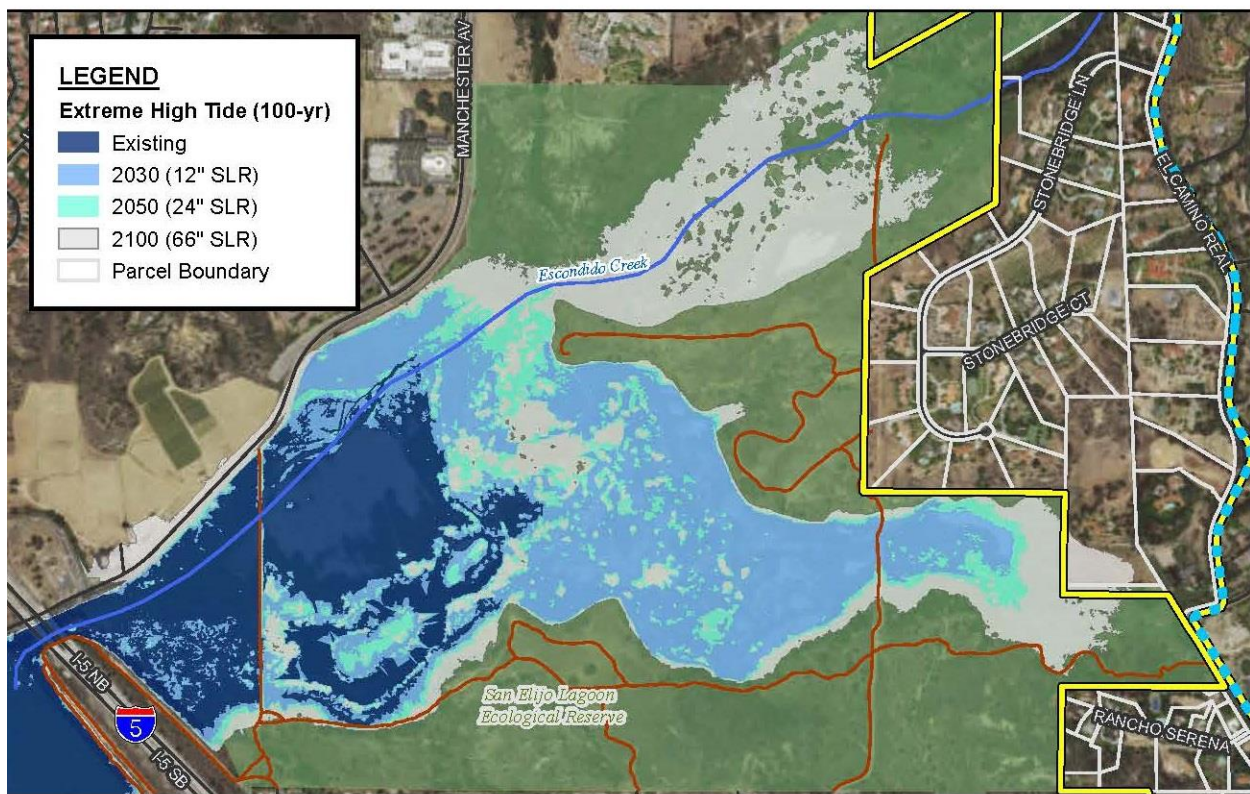 LEGEND
Extreme High Tide (100-yr)
Existing
2030 (12" SLR)
2050 (24" SLR)
2100 (66" SLR)
Parcel Boundary
MANCHESTER AV
STONEBRIDGE LN
EL CAMINO REAL
Escondido Creek
STONEBRIDGE CT
San Elijo Lagoon
Ecological Reserve
I-5 NB
5
I-5 SB
RANCHO SERENA